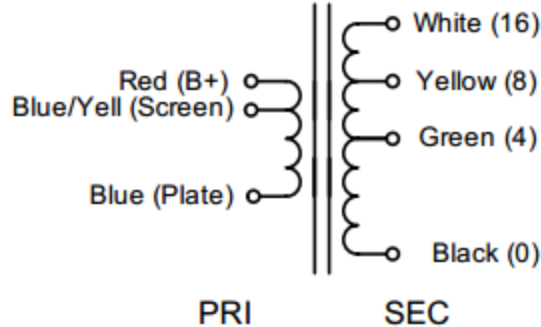 White (16)
Red (B+)
Yellow (8)
Blue/Yell (Screen)
Green (4)
Blue (Plate)
Black (0)
PRI
SEC